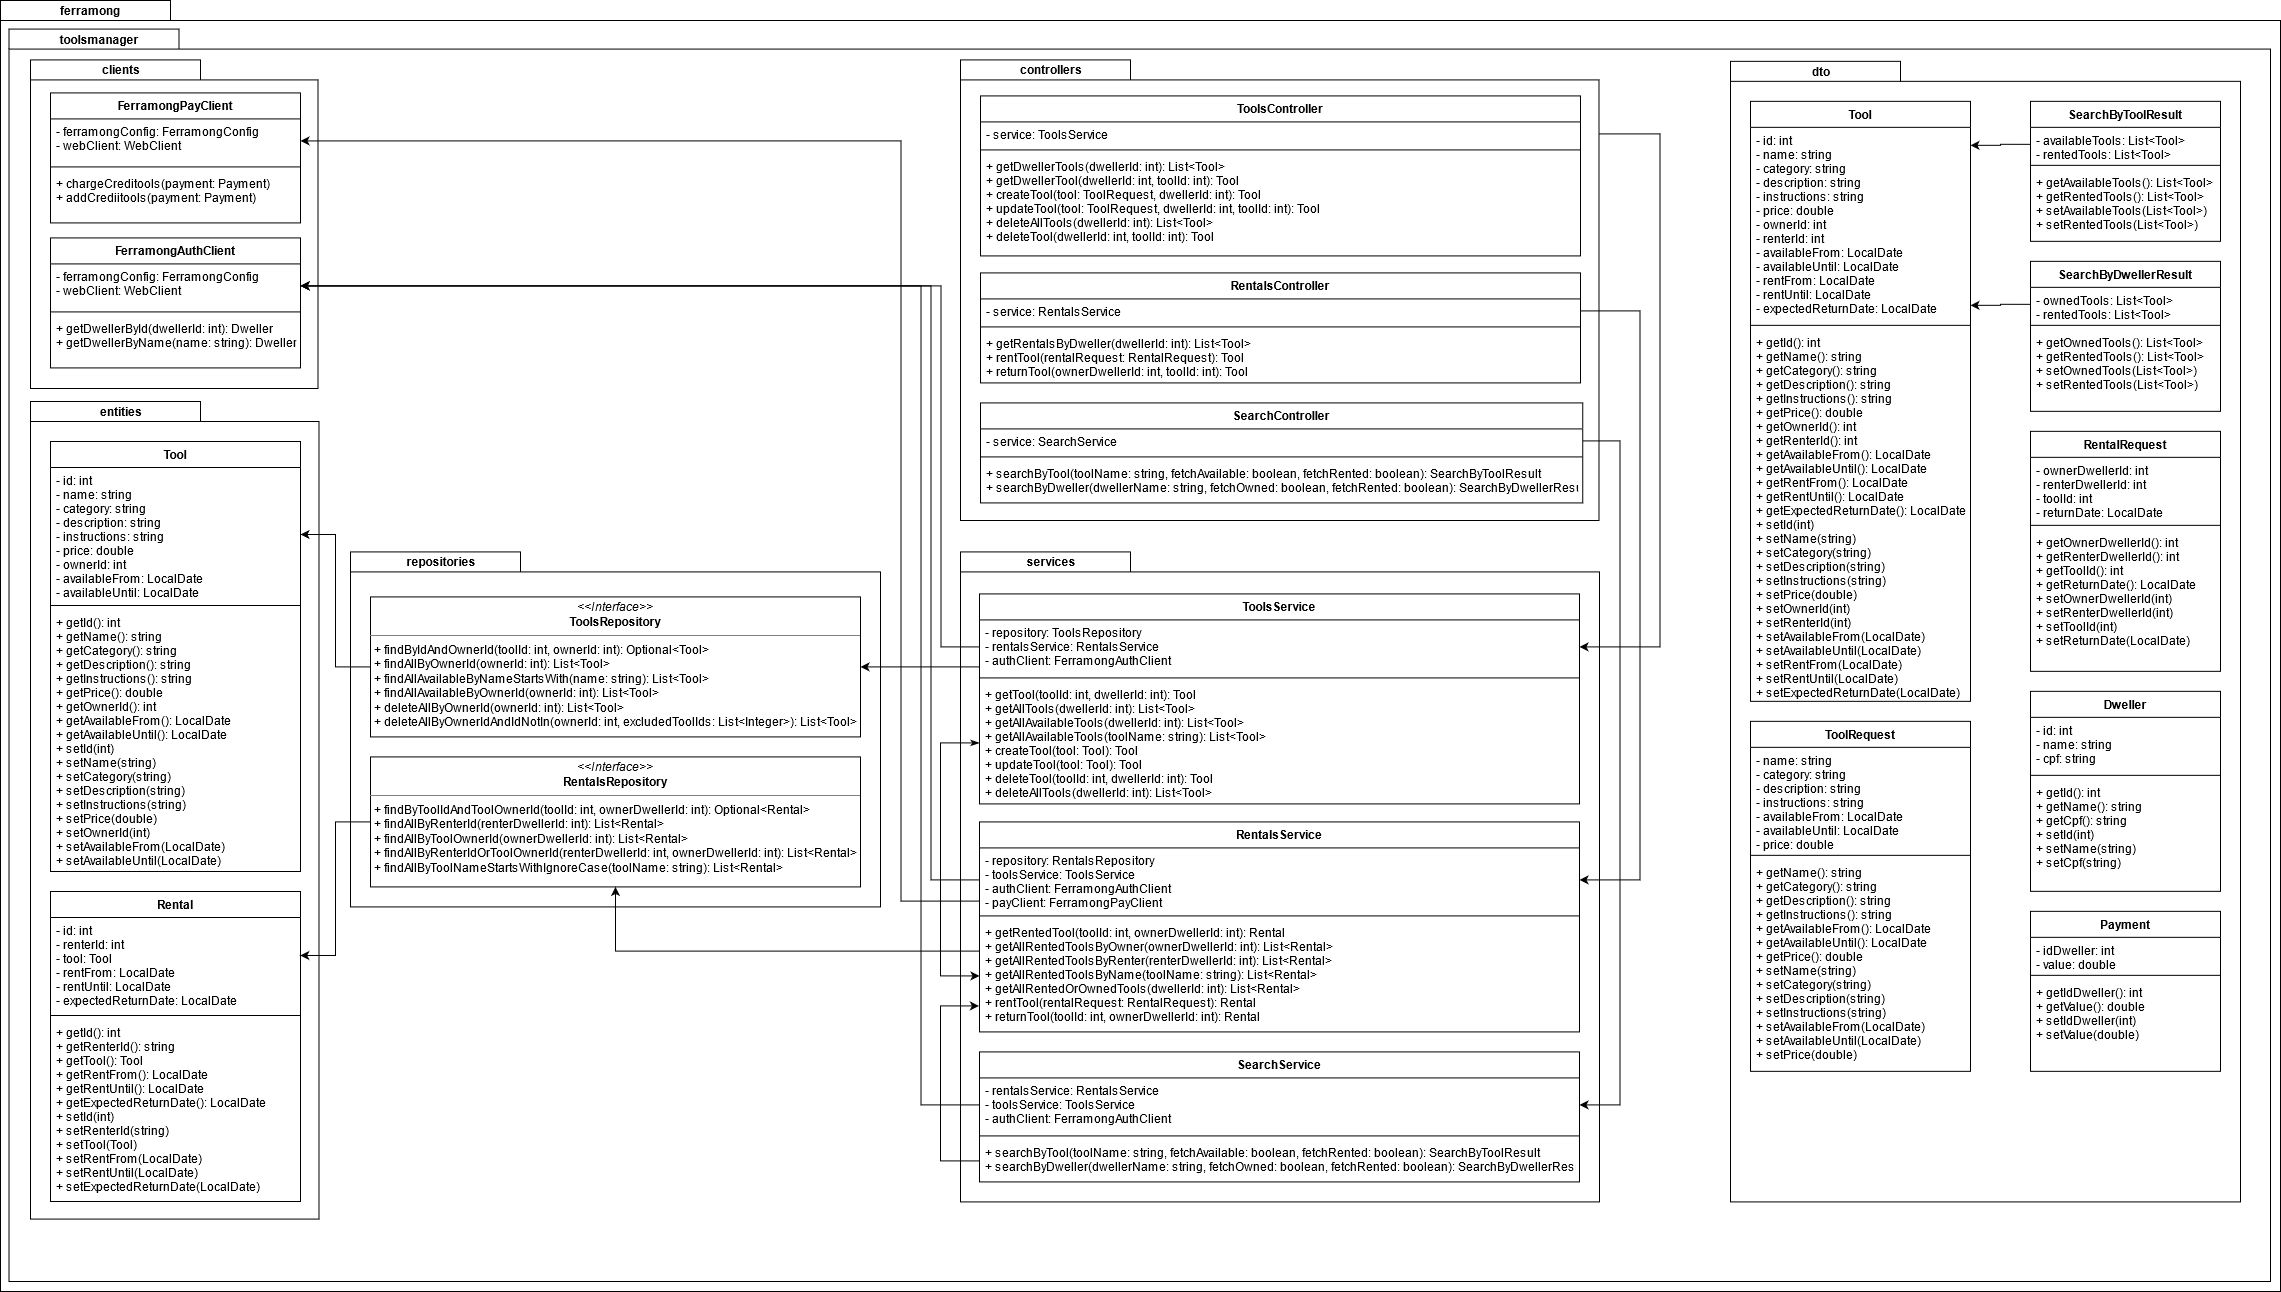 ferramong
toolsmanager
clients
FerramongPayClient
- ferramongConfig: FerramongConfig
- webClient: WebClient
+ chargeCreditools(payment: Payment)
+ addCrediitools(payment: Payment)
FerramongAuthClient
- ferramongConfig: FerramongConfig
- webClient: WebClient
+ getDwellerById(dwellerId: int): Dweller
+ getDwellerByName(name: string): Dweller
entities
Tool
- id: int
- name: string
- category: string
- description: string
- instructions: string
- price: double
- ownerId: int
- availableFrom: LocalDate
- availableUntil: LocalDate
+ getId(): int
+ getName(): string
+ getCategory(): string
+ getDescription(): string
+ getInstructions(): string
+ getPrice(): double
+ getOwnerId(): int
+ getAvailableFrom(): LocalDate
+ getAvailableUntil(): LocalDate
+ setId(int)
+ setName(string)
+ setCategory(string)
+ setDescription(string)
+ setInstructions(string)
+ setPrice(double)
+ setOwnerId(int)
+ setAvailableFrom(LocalDate)
+ setAvailableUntil(LocalDate)
Rental
- id: int
- renterId: int
- tool: Tool
- rentFrom: LocalDate
- rentUntil: LocalDate
- expectedReturnDate: LocalDate
+ getId(): int
+ getRenterId(): string
+ getTool(): Tool
+ getRentFrom(): LocalDate
+ getRentUntil(): LocalDate
+ getExpectedReturnDate(): LocalDate
+ setId(int)
+ setRenterId(string)
+ setTool(Tool)
+ setRentFrom(LocalDate)
+ setRentUntil(LocalDate)
+ setExpectedReturnDate(LocalDate)
repositories
<<Interface>>
ToolsRepository
+ findByIdAndOwnerId(toolId: int, ownerId: int): Optional<Tool>
+ findAllByOwnerId(ownerId: int): List<Tool>
+ findAllAvailableByNameStartsWith(name: string): List<Tool>
+ findAllAvailableByOwnerId(ownerId: int): List<Tool>
+ deleteAllByOwnerId(ownerId: int): List<Tool>
+ deleteAllByOwnerIdAndIdNotIn(ownerId: int, excludedToolIds: List<Integer>): List<Tool>
<<Interface>>
RentalsRepository
+ findByToolIdAndToolOwnerId(toolId: int, ownerDwellerId: int): Optional<Rental>
+ findAllByRenterId(renterDwellerId: int): List<Rental>
+ findAllByToolOwnerId(ownerDwellerId: int): List<Rental>
+ findAllByRenterIdOrToolOwnerId(renterDwellerId: int, ownerDwellerId: int): List<Rental>
+ findAllByToolNameStartsWithIgnoreCase(toolName: string): List<Rental>
controllers
ToolsController
- service: ToolsService
+ getDwellerTools(dwellerId: int): List<Tool>
+ getDwellerTool(dwellerId: int, toolId: int): Tool
+ createTool(tool: ToolRequest, dwellerId: int): Tool
+ updateTool(tool: ToolRequest, dwellerId: int, toolId: int): Tool
+ deleteAllTools(dwellerId: int): List<Tool>
+ deleteTool(dwellerId: int, toolId: int): Tool
RentalsController
- service: RentalsService
+ getRentalsByDweller(dwellerId: int): List<Tool>
+ rentTool(rentalRequest: RentalRequest): Tool
+ returnTool(ownerDwellerId: int, toolId: int): Tool
SearchController
- service: SearchService
+ searchByTool(toolName: string, fetchAvailable: boolean, fetchRented: boolean): SearchByToolResult
+ searchByDweller(dwellerName: string, fetchOwned: boolean, fetchRented: boolean): SearchByDwellerResu
services
ToolsService
- repository: ToolsRepository
- rentalsService: RentalsService
- authClient: FerramongAuthClient
+ getTool(toolId: int, dwellerId: int): Tool
+ getAllTools(dwellerId: int): List<Tool>
+ getAllAvailableTools(dwellerId: int): List<Tool>
+ getAllAvailableTools(toolName: string): List<Tool>
+ createTool(tool: Tool): Tool
+ updateTool(tool: Tool): Tool
+ deleteTool(toolId: int, dwellerId: int): Tool
+ deleteAllTools(dwellerId: int): List<Tool>
RentalsService
- repository: RentalsRepository
- toolsService: ToolsService
- authClient: FerramongAuthClient
- payClient: FerramongPayClient
+ getRentedTool(toolId: int, ownerDwellerId: int): Rental
+ getAllRentedToolsByOwner(ownerDwellerId: int): List<Rental>
+ getAllRentedToolsByRenter(renterDwellerId: int): List<Rental>
+ getAllRentedToolsByName(toolName: string): List<Rental>
+ getAllRentedOrOwnedTools(dwellerId: int): List<Rental>
+ rentTool(rentalRequest: RentalRequest): Rental
+ returnTool(toolId: int, ownerDwellerId: int): Rental
SearchService
- rentalsService: RentalsService
- toolsService: ToolsService
- authClient: FerramongAuthClient
+ searchByTool(toolName: string, fetchAvailable: boolean, fetchRented: boolean): SearchByToolResult
+ searchByDweller(dwellerName: string, fetchOwned: boolean, fetchRented: boolean): SearchByDwellerRes
dto
Tool
- id: int
- name: string
- category: string
- description: string
- instructions: string
- price: double
- ownerId: int
- renterId: int
- availableFrom: LocalDate
- availableUntil: LocalDate
- rentFrom: LocalDate
- rentUntil: LocalDate
- expectedReturnDate: LocalDate
+ getId(): int
+ getName(): string
+ getCategory(): string
+ getDescription(): string
+ getInstructions(): string
+ getPrice(): double
+ getOwnerId(): int
+ getRenterId(): int
+ getAvailableFrom(): LocalDate
+ getAvailableUntil(): LocalDate
+ getRentFrom(): LocalDate
+ getRentUntil(): LocalDate
+ getExpectedReturnDate(): LocalDate
+ setId(int)
+ setName(string)
+ setCategory(string)
+ setDescription(string)
+ setInstructions(string)
+ setPrice(double)
+ setOwnerId(int)
+ setRenterId(int)
+ setAvailableFrom(LocalDate)
+ setAvailableUntil(LocalDate)
+ setRentFrom(LocalDate)
+ setRentUntil(LocalDate)
+ setExpectedReturnDate(LocalDate)
ToolRequest
- name: string
- category: string
- description: string
- instructions: string
- availableFrom: LocalDate
- availableUntil: LocalDate
- price: double
+ getName(): string
+ getCategory(): string
+ getDescription(): string
+ getInstructions(): string
+ getAvailableFrom(): LocalDate
+ getAvailableUntil(): LocalDate
+ getPrice(): double
+ setName(string)
+ setCategory(string)
+ setDescription(string)
+ setInstructions(string)
+ setAvailableFrom(LocalDate)
+ setAvailableUntil(LocalDate)
+ setPrice(double)
SearchByToolResult
- availableTools: List<Tool>
- rentedTools: List<Tool>
+ getAvailableTools(): List<Tool>
+ getRentedTools(): List<Tool>
+ setAvailableTools(List<Tool>)
+ setRentedTools(List<Tool>)
SearchByDwellerResult
- ownedTools: List<Tool>
- rentedTools: List<Tool>
+ getOwnedTools(): List<Tool>
+ getRentedTools(): List<Tool>
+ setOwnedTools(List<Tool>)
+ setRentedTools(List<Tool>)
RentalRequest
- ownerDwellerId: int
- renterDwellerId: int
- toolId: int
- returnDate: LocalDate
+ getOwnerDwellerId(): int
+ getRenterDwellerId(): int
+ getToolId(): int
+ getReturnDate(): LocalDate
+ setOwnerDwellerId(int)
+ setRenterDwellerId(int)
+ setToolId(int)
+ setReturnDate(LocalDate)
Dweller
- id: int
- name: string
- cpf: string
+ getId(): int
+ getName(): string
+ getCpf(): string
+ setId(int)
+ setName(string)
+ setCpf(string)
Payment
- idDweller: int
- value: double
+ getIdDweller(): int
+ getValue(): double
+ setIdDweller(int)
+ setValue(double)